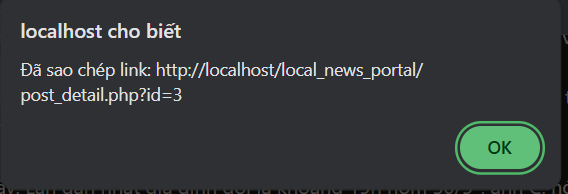 localhost cho biết
Đã sao chép link: http://localhost/local_news_portal/
post_detail.php?id=3
OK